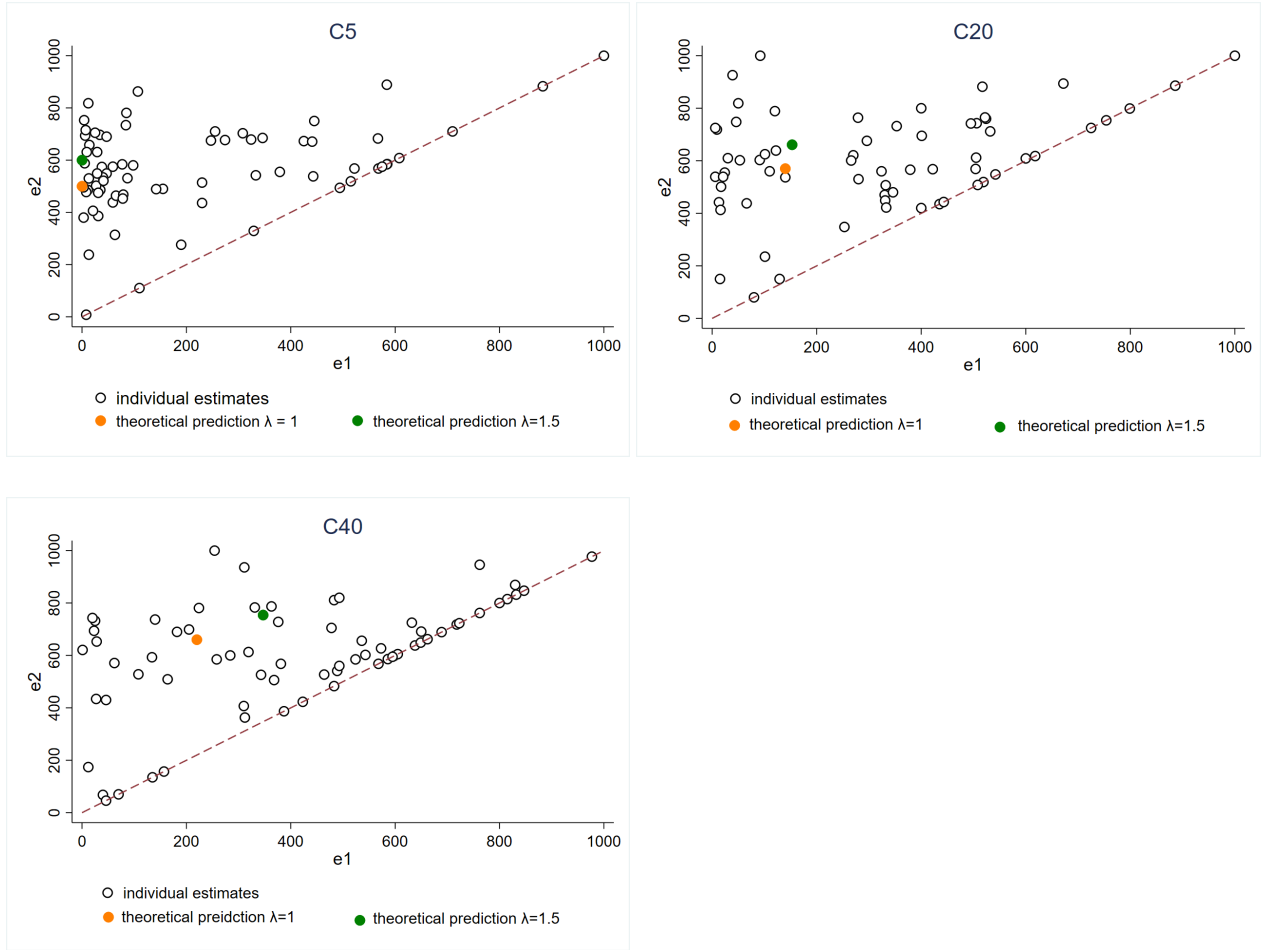 C5
1000
800
600
400
200
0
e2
0 200 400 600 800 1000
e1
individual estimates
theoretical prediction λ = 1
theoretical prediction λ=1.5
C20
1000
800
600
400
200
0
e2
0 200 400 600 800 1000
e1
individual estimates
theoretical prediction λ=1
theoretical prediction λ=1.5
C40
1000
800
600
400
200
0
e2
0 200 400 600 800 1000
e1
individual estimates
theoretical preidction λ=1
theoretical prediction λ=1.5